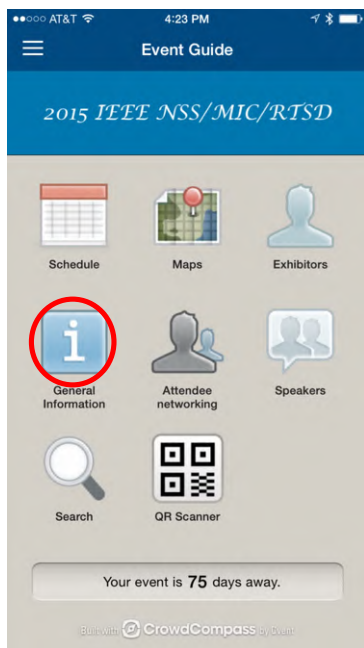 AT&T 4:23 PM
Event Guide
2015 IEEE NSS/MIC/RTSD
Schedule Maps Exhibitors
i
General Attendee Speakers
Information networking
Search QR Scanner
Your event is 75 days away.
Built with CrowdCompass by Cvent